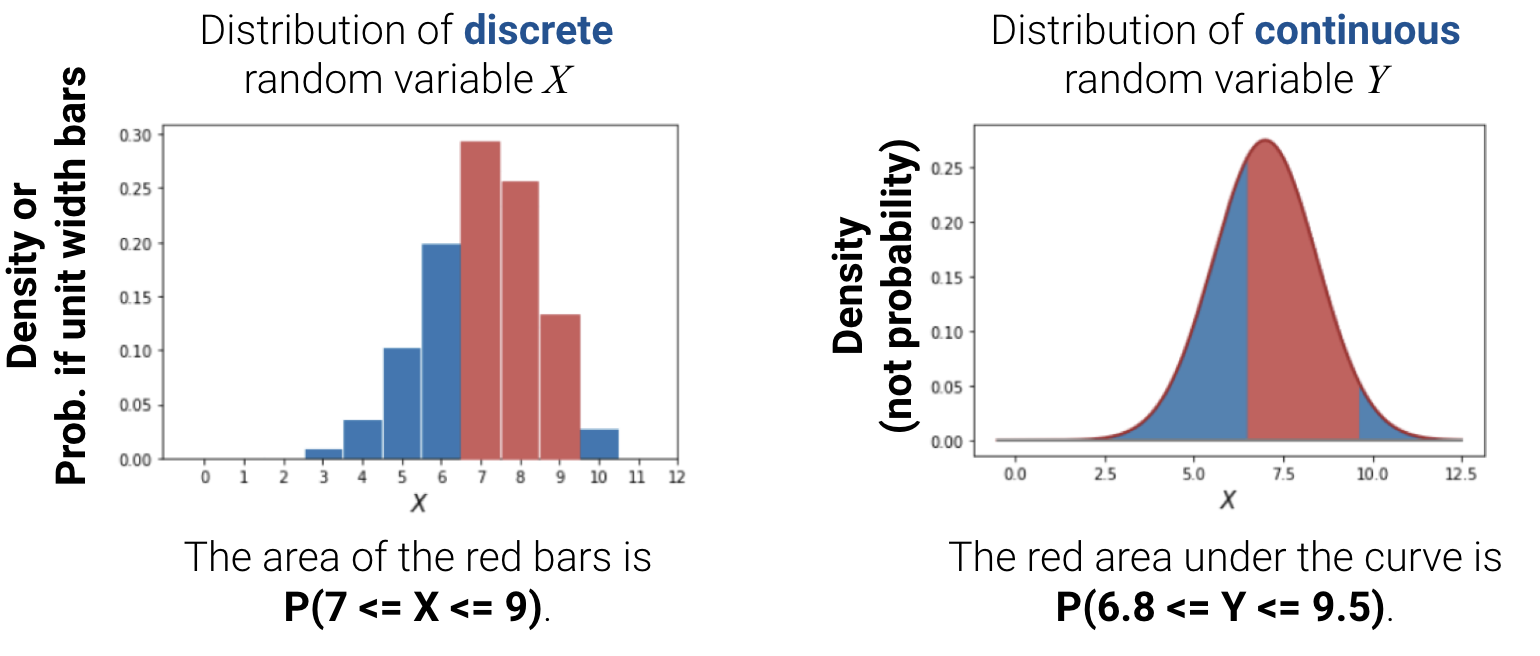 Distribution of discrete
random variable X
Density or
Prob. if unit width bars
0.30
0.25
0.20
0.15
0.10
0.05
0.00
0 1 2 3 4 5 6 7 8 9 10 11 12
X
The area of the red bars is
P(7 <= X <= 9).
Distribution of continuous
random variable Y
Density
(not probability)
0.25
0.20
0.15
0.10
0.05
0.00
0.0 2.5 5.0 7.5 10.0 12.5
X
The red area under the curve is
P(6.8 <= Y <= 9.5).